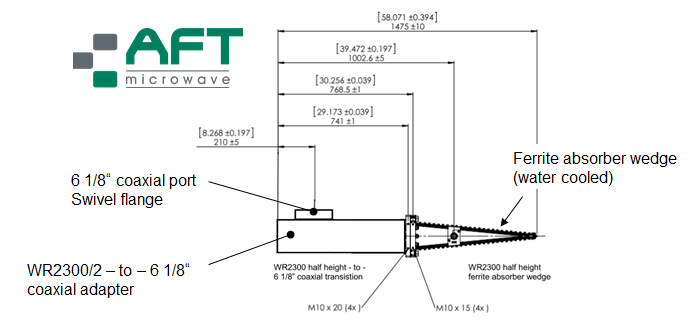 AFT
microwave
[58.071 ±0.394]
1475 ±10
[39.472 ±0.197]
1002.6 ±5
[30.256 ±0.039]
768.5 ±1
[29.173 ±0.039]
741 ±1
[8.268 ±0.197]
210 ±5
6 1/8“ coaxial port
Swivel flange
Ferrite absorber wedge
(water cooled)
WR2300/2 – to – 6 1/8“
coaxial adapter
WR2300 half height - to -
6 1/8“ coaxial transistion
WR2300 half height
ferrite absorber wedge
M10 x 20 (4x )
M10 x 15 (4x )